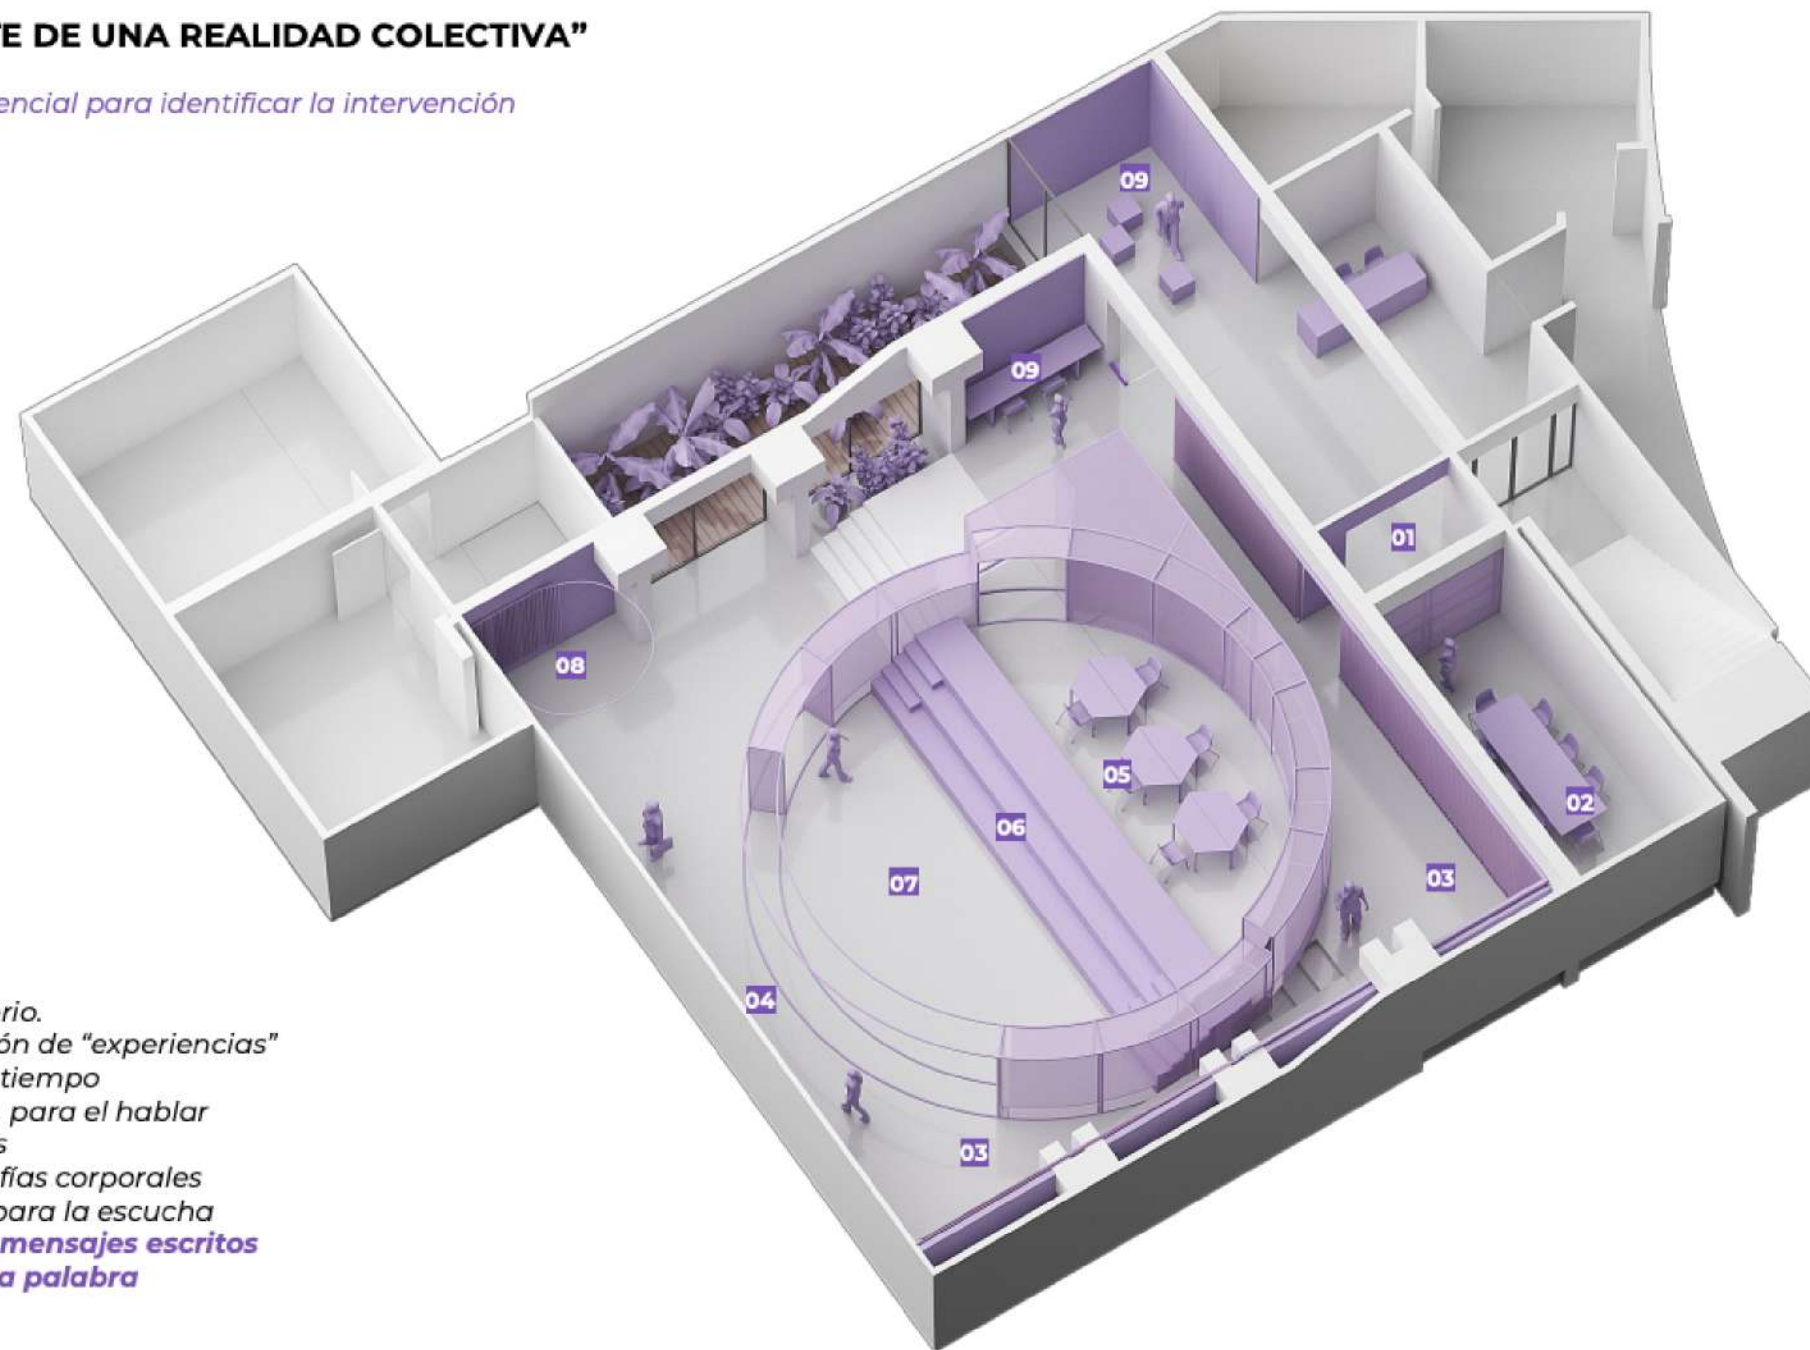 E DE UNA REALIDAD COLECTIVA”
encial para identificar la intervención
09
09
01
08
05
02
06
03
07
04
03
rio.
ón de “experiencias”
tiempo
para el hablar
s
fías corporales
para la escucha
mensajes escritos
a palabra